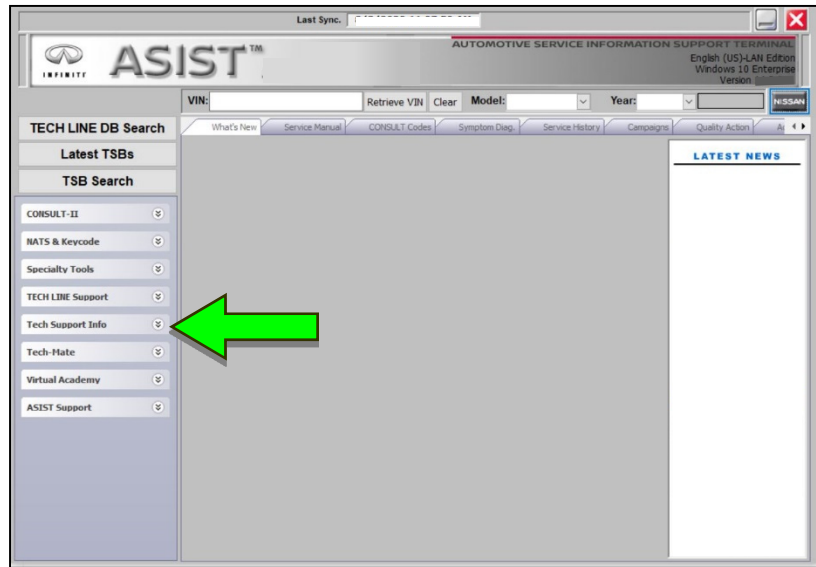 Last Sync.
INFINITI ASIST™
AUTOMOTIVE SERVICE INFORMATION SUPPORT TERMINAL
English (US)-LAN Edition
Windows 10 Enterprise
Version
VIN: Retrieve VIN Clear Model: Year: NISSAN
TECH LINE DB Search
Latest TSBs
TSB Search
What's New Service Manual CONSULT Codes Symptom Diag. Service History Campaigns Quality Action
LATEST NEWS
CONSULT-II
NATS & Keycode
Specialty Tools
TECH LINE Support
Tech Support Info
Tech-Mate
Virtual Academy
ASIST Support